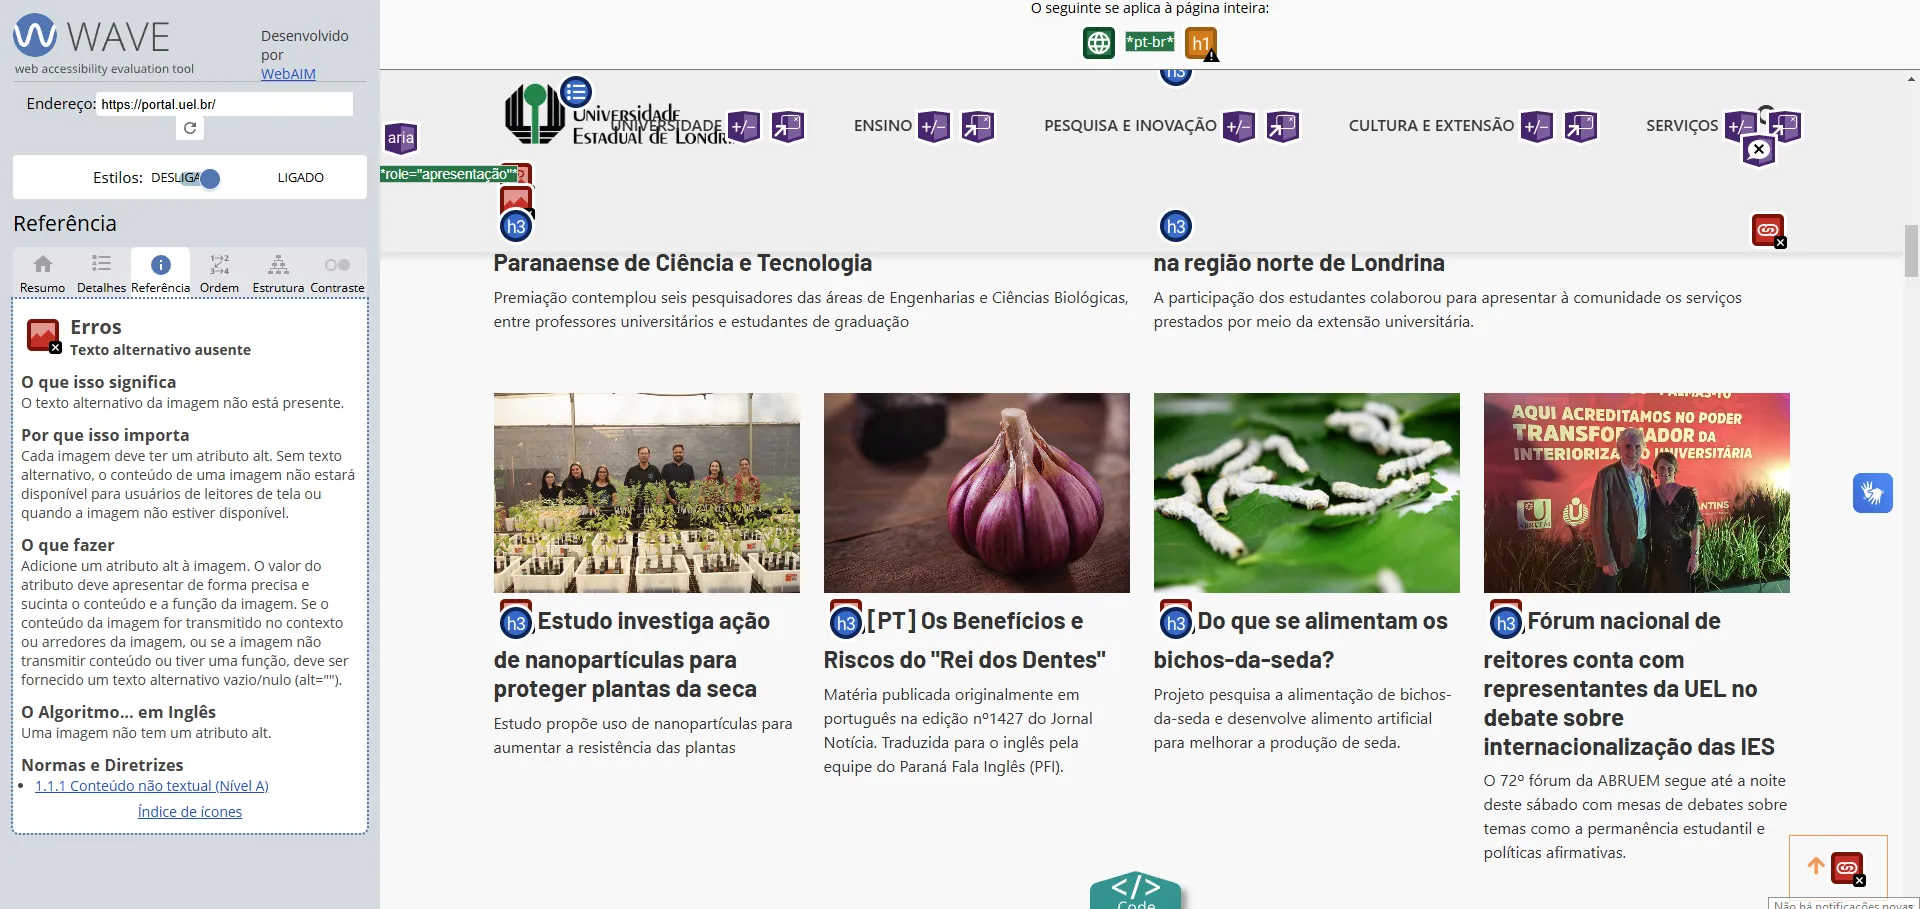 WAVE
web accessibility evaluation tool
Desenvolvido
por
WebAIM
Endereço:
https://portal.uel.br/
Estilos: DESLIGA LIGADO
Referência
Resumo Detalhes Referência Ordem Estrutura Contraste
Erros
Texto alternativo ausente
O que isso significa
O texto alternativo da imagem não está presente.
Por que isso importa
Cada imagem deve ter um atributo alt. Sem texto
alternativo, o conteúdo de uma imagem não estará
disponível para usuários de leitores de tela ou
quando a imagem não estiver disponível.
O que fazer
Adicione um atributo alt à imagem. O valor do
atributo deve apresentar de forma precisa e
sucinta o conteúdo e a função da imagem. Se o
conteúdo da imagem for transmitido no contexto
ou arredores da imagem, ou se a imagem não
transmitir conteúdo ou tiver uma função, deve ser
fornecido um texto alternativo vazio/nulo (alt="").
O Algoritmo... em Inglês
Uma imagem não tem um atributo alt.
Normas e Diretrizes
1.1.1 Conteúdo não textual (Nível A)
Índice de ícones
O seguinte se aplica à página inteira:
*pt-br* h1
h3
aria
Universidade
Estadual de Londr
UNIVERSIDADE +/− ENSINO +/− PESQUISA E INOVAÇÃO +/− CULTURA E EXTENSÃO +/− SERVIÇOS +/−
*role="apresentação"*
h3 h3
Paranaense de Ciência e Tecnologia
Premiação contemplou seis pesquisadores das áreas de Engenharias e Ciências Biológicas,
entre professores universitários e estudantes de graduação
na região norte de Londrina
A participação dos estudantes colaborou para apresentar à comunidade os serviços
prestados por meio da extensão universitária.
PALMAS-TO
AQUI ACREDITAMOS NO PODER
TRANSFORMADOR DA
INTERIORIZAÇÃO UNIVERSITÁRIA
ABRUEM
h3 Estudo investiga ação
de nanopartículas para
proteger plantas da seca
Estudo propõe uso de nanopartículas para
aumentar a resistência das plantas
h3 [PT] Os Benefícios e
Riscos do "Rei dos Dentes"
Matéria publicada originalmente em
português na edição nº1427 do Jornal
Notícia. Traduzida para o inglês pela
equipe do Paraná Fala Inglês (PFI).
h3 Do que se alimentam os
bichos-da-seda?
Projeto pesquisa a alimentação de bichos-
da-seda e desenvolve alimento artificial
para melhorar a produção de seda.
h3 Fórum nacional de
reitores conta com
representantes da UEL no
debate sobre
internacionalização das IES
O 72º fórum da ABRUEM segue até a noite
deste sábado com mesas de debates sobre
temas como a permanência estudantil e
políticas afirmativas.
</>
Code
Não há notificações novas